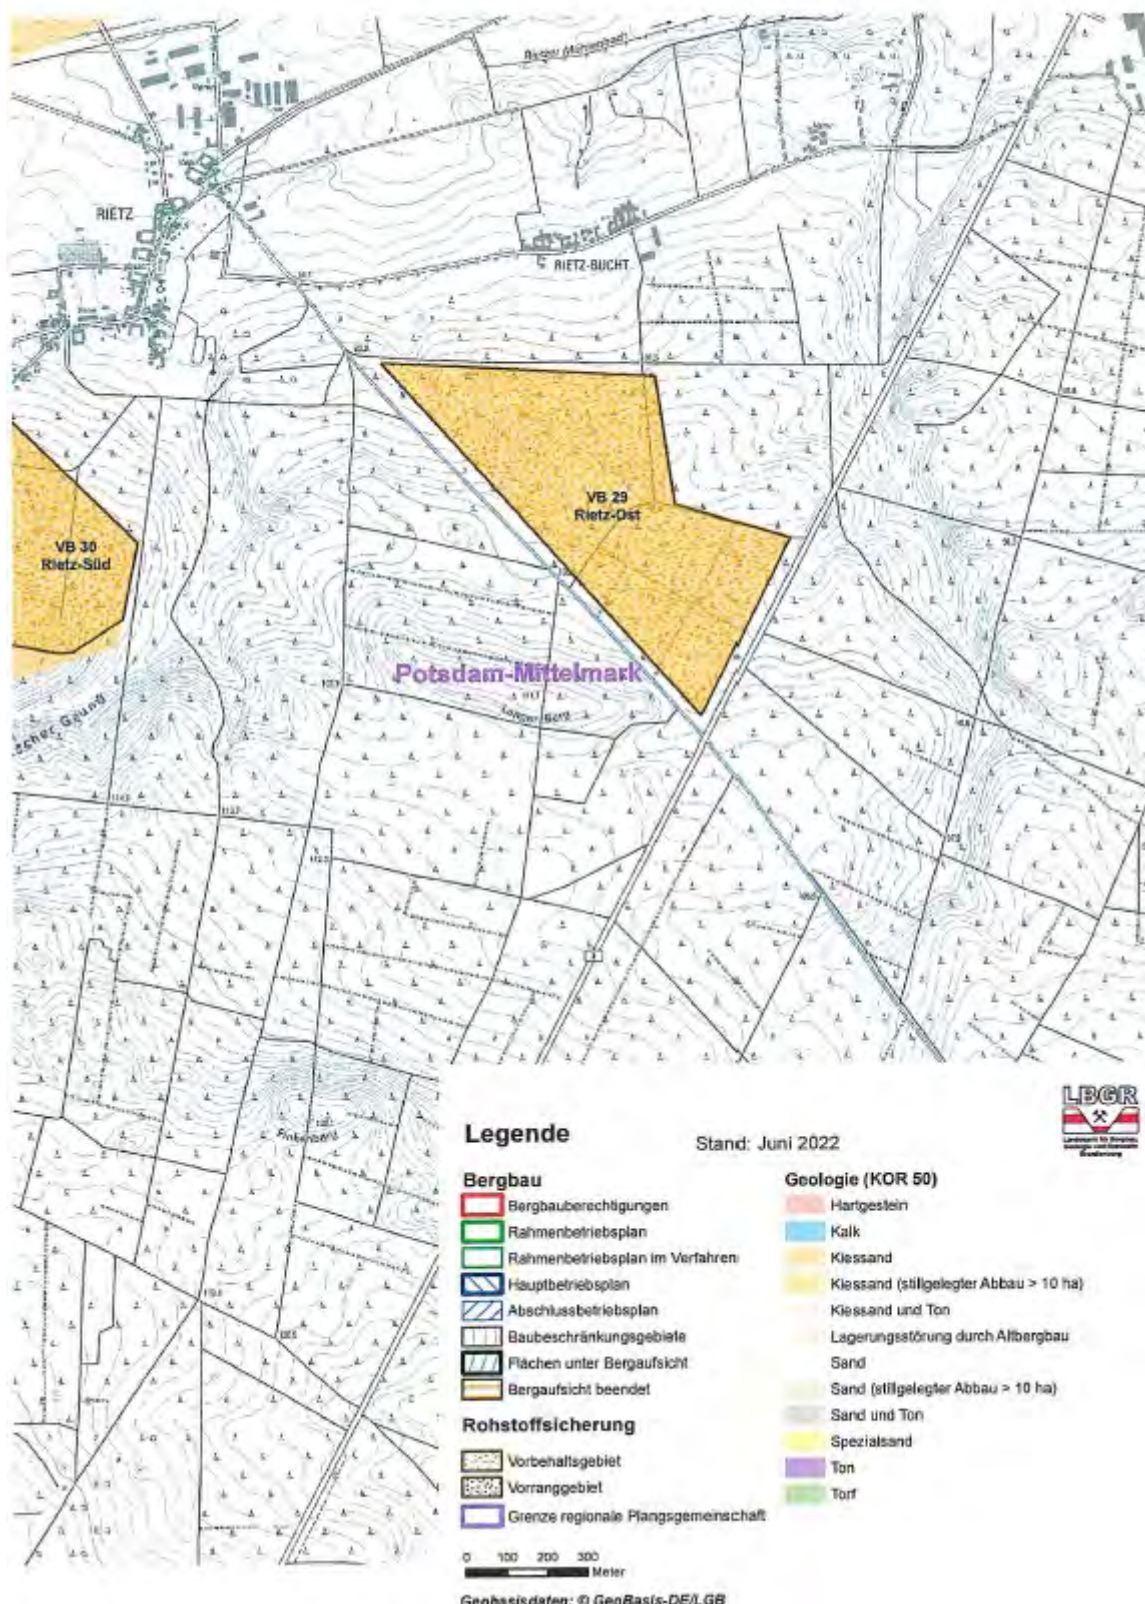 RIETZ
RIETZ-BUCHT
VB 29
Rietz-Ost
VB 30
Rietz-Süd
Potsdam-Mittelmark
Langer Berg
Finkenberg
Legende
Stand: Juni 2022
LBGR
Bergbau
Bergbauberechtigungen
Rahmenbetriebsplan
Rahmenbetriebsplan im Verfahren
Hauptbetriebsplan
Abschlussbetriebsplan
Baubeschränkungsgebiete
Flächen unter Bergaufsicht
Bergaufsicht beendet
Rohstoffsicherung
Vorbehaltsgebiet
Vorranggebiet
Grenze regionale Plangsgemeinschaft
Geologie (KOR 50)
Hartgestein
Kalk
Kiessand
Kiessand (stillgelegter Abbau > 10 ha)
Kiessand und Ton
Lagerungsstörung durch Altbergbau
Sand
Sand (stillgelegter Abbau > 10 ha)
Sand und Ton
Spezialsand
Ton
Torf
0 100 200 300
Meter
Geobasisdaten: © GeoBasis-DE/LGB